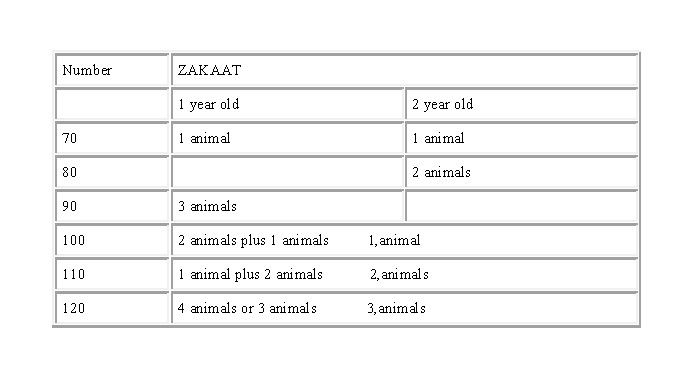 Number ZAKAAT
1 year old 2 year old
70 1 animal 1 animal
80 2 animals
90 3 animals
100 2 animals plus 1 animals 1,animal
110 1 animal plus 2 animals 2,animals
120 4 animals or 3 animals 3,animals